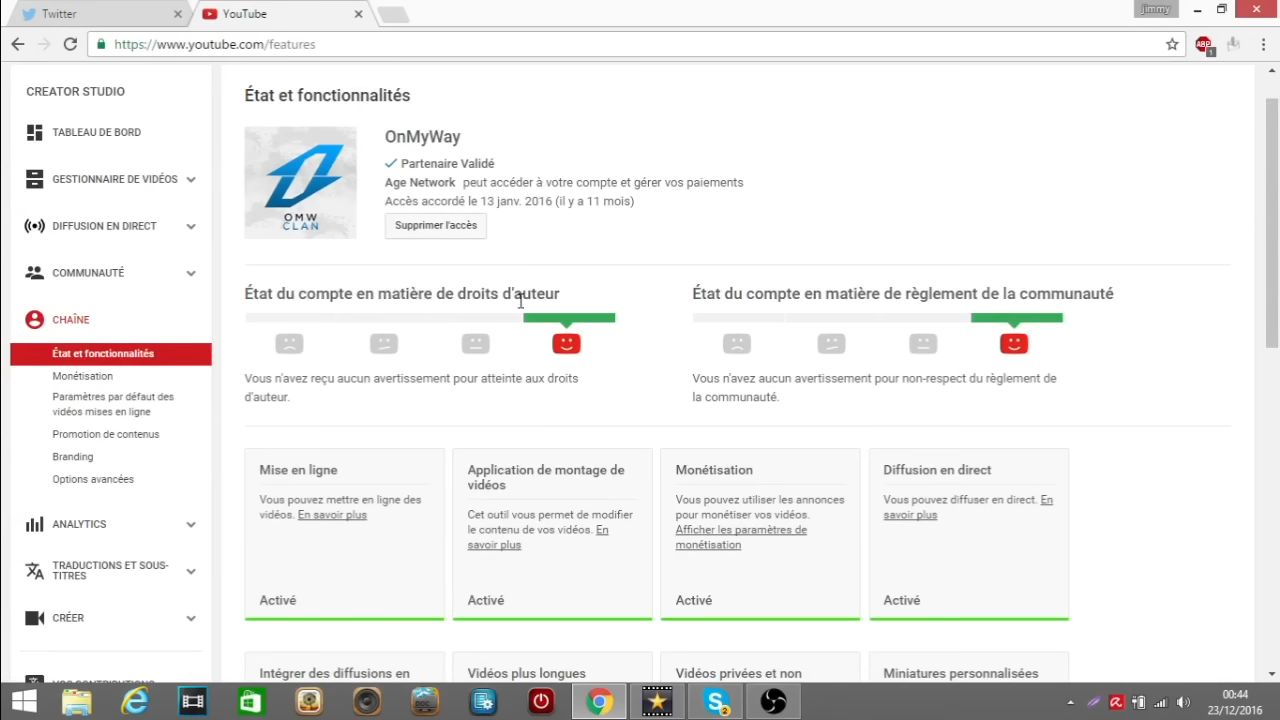 Twitter
YouTube
jimmy
https://www.youtube.com/features
ABP
1
CREATOR STUDIO
TABLEAU DE BORD
GESTIONNAIRE DE VIDÉOS
DIFFUSION EN DIRECT
COMMUNAUTÉ
CHAÎNE
État et fonctionnalités
Monétisation
Paramètres par défaut des
vidéos mises en ligne
Promotion de contenus
Branding
Options avancées
ANALYTICS
TRADUCTIONS ET SOUS-
TITRES
CRÉER
VOS CONTRIBUTIONS
État et fonctionnalités
OMW
CLAN
OnMyWay
Partenaire Validé
Age Network peut accéder à votre compte et gérer vos paiements
Accès accordé le 13 janv. 2016 (il y a 11 mois)
Supprimer l'accès
État du compte en matière de droits d'auteur
Vous n'avez reçu aucun avertissement pour atteinte aux droits
d'auteur.
État du compte en matière de règlement de la communauté
Vous n'avez aucun avertissement pour non-respect du règlement de
la communauté.
Mise en ligne
Vous pouvez mettre en ligne des
vidéos. En savoir plus
Activé
Application de montage de
vidéos
Cet outil vous permet de modifier
le contenu de vos vidéos. En
savoir plus
Activé
Monétisation
Vous pouvez utiliser les annonces
pour monétiser vos vidéos.
Afficher les paramètres de
monétisation
Activé
Diffusion en direct
Vous pouvez diffuser en direct. En
savoir plus
Activé
Intégrer des diffusions en
Vidéos plus longues
Vidéos privées et non
Miniatures personnalisées
2
00:44
23/12/2016